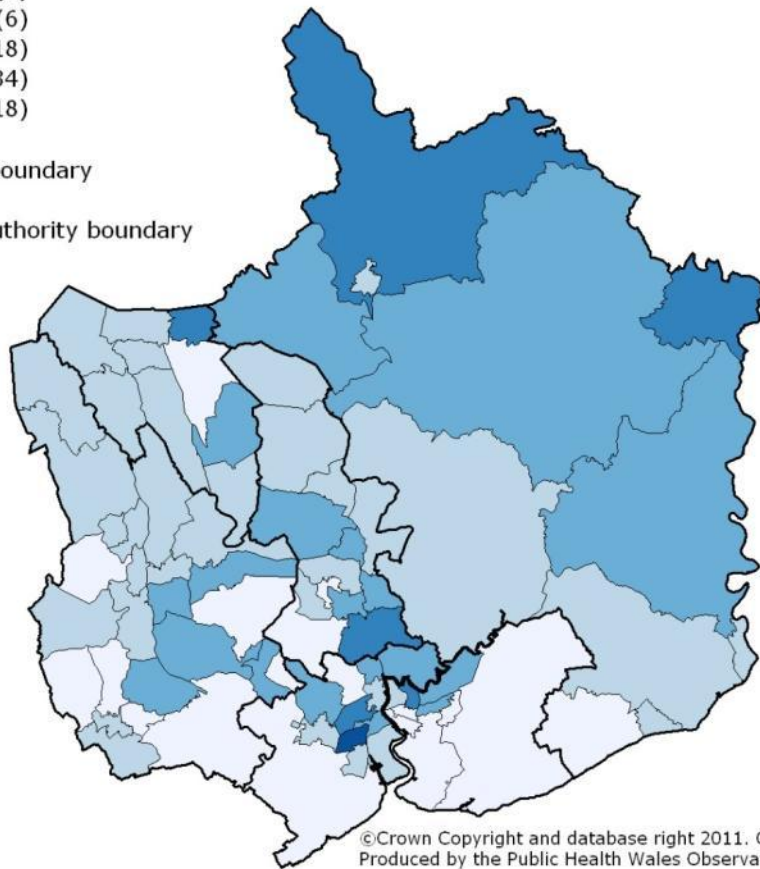 (6)
18)
34)
18)
oundary
uthority boundary
©Crown Copyright and database right 2011.
Produced by the Public Health Wales Observa